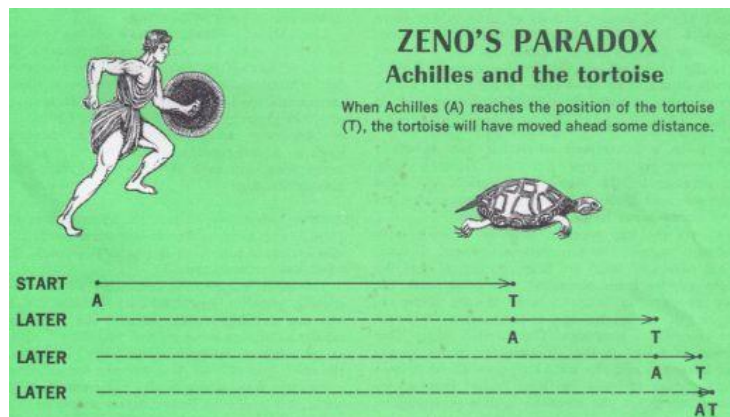 ZENO'S PARADOX
Achilles and the tortoise
When Achilles (A) reaches the position of the tortoise
(T), the tortoise will have moved ahead some distance.
START
A T
LATER
A T
LATER
A T
LATER
A T